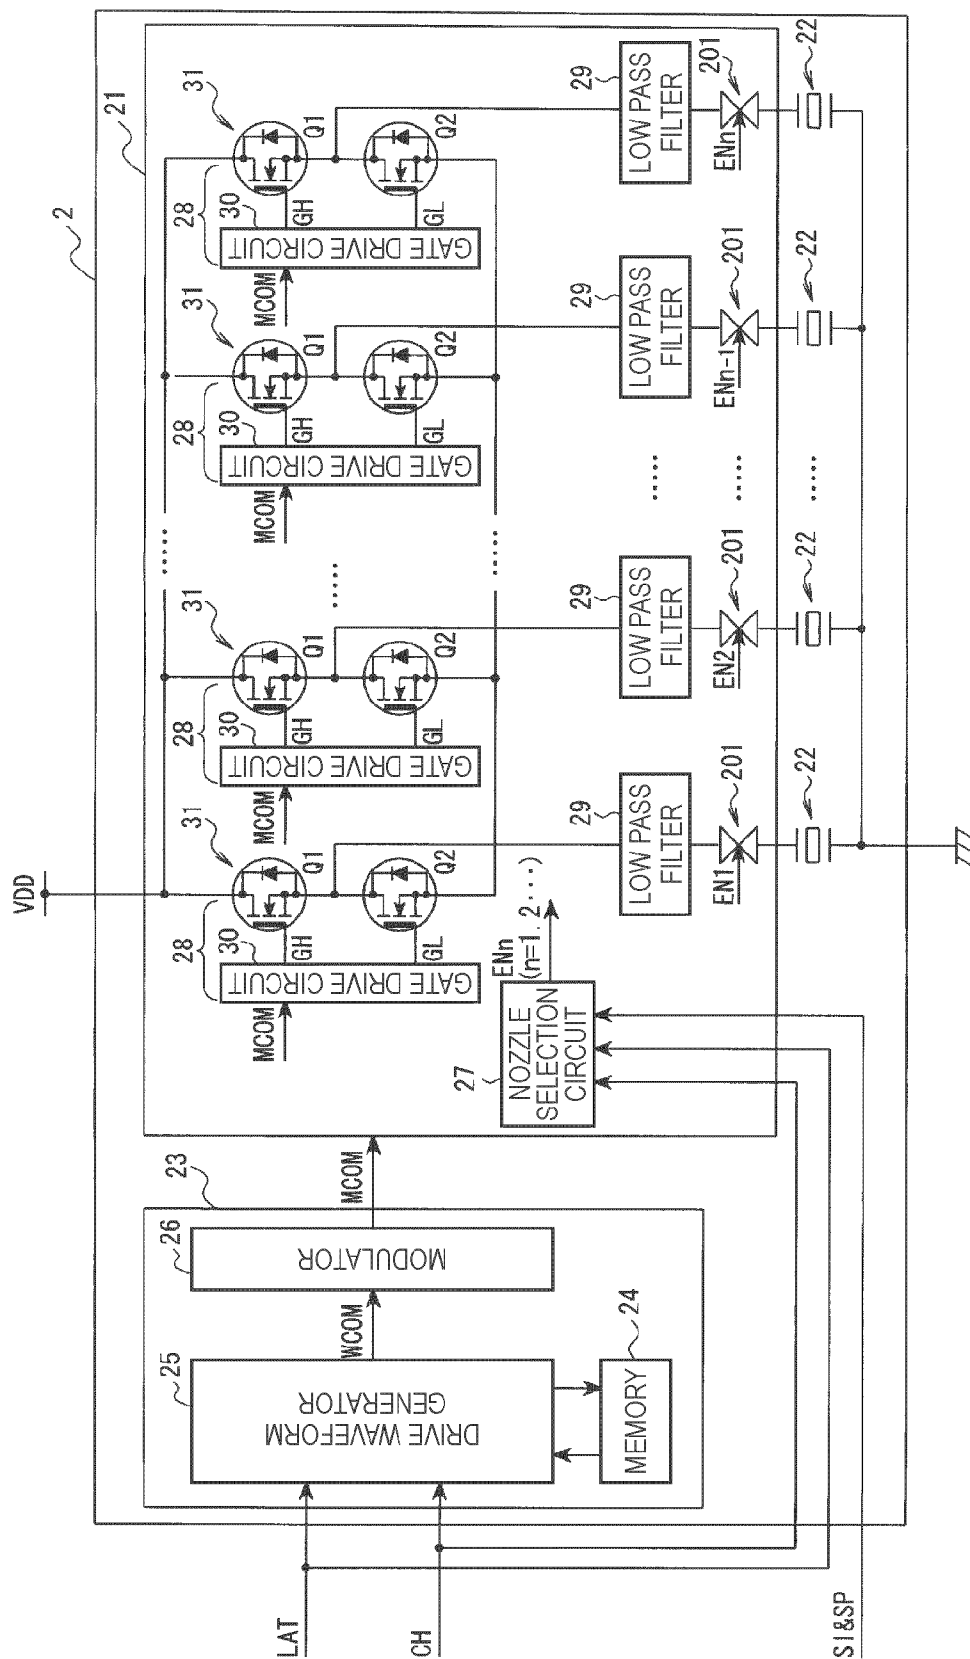 2
21
VDD
28
28
28
28
31
31
31
31
30
30
30
30
Q1
Q1
Q1
Q1
GH
GH
GH
GH
MCOM
MCOM
MCOM
MCOM
GATE DRIVE CIRCUIT
GATE DRIVE CIRCUIT
GATE DRIVE CIRCUIT
GATE DRIVE CIRCUIT
GL
GL
GL
GL
Q2
Q2
Q2
Q2
.....
.....
.....
23
25
26
DRIVE WAVEFORM
GENERATOR
WCOM
MODULATOR
MCOM
24
MEMORY
27
NOZZLE
SELECTION
CIRCUIT
ENn
(n=1, 2···)
29
29
29
29
LOW PASS
FILTER
LOW PASS
FILTER
LOW PASS
FILTER
LOW PASS
FILTER
.....
EN1
201
EN2
201
.....
ENn-1
201
ENn
201
22
22
.....
22
22
LAT
CH
SI&SP